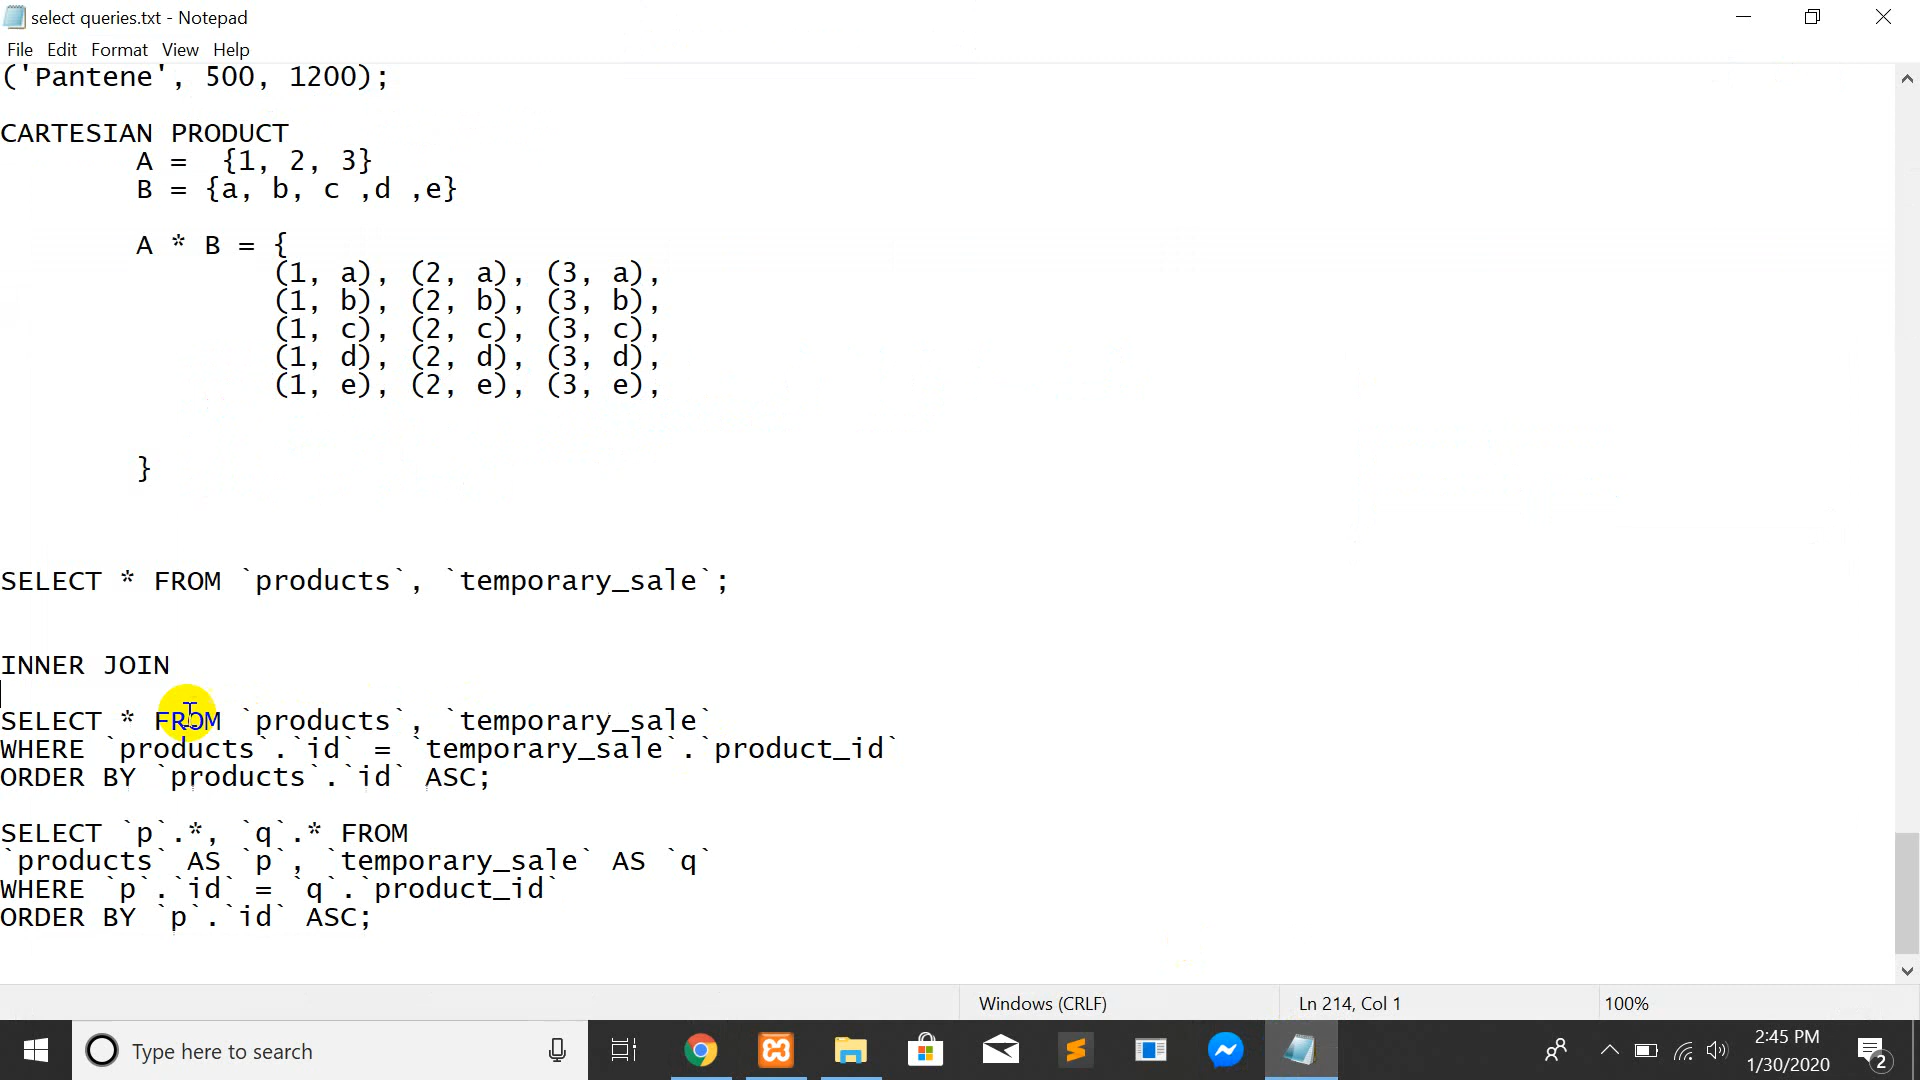 select queries.txt - Notepad
File Edit Format View Help
('Pantene', 500, 1200);
CARTESIAN PRODUCT
A = {1, 2, 3}
B = {a, b, c ,d ,e}
A * B = {
(1, a), (2, a), (3, a),
(1, b), (2, b), (3, b),
(1, c), (2, c), (3, c),
(1, d), (2, d), (3, d),
(1, e), (2, e), (3, e),
}
SELECT * FROM `products`, `temporary_sale`;
INNER JOIN
SELECT * FROM `products`, `temporary_sale`
WHERE `products`.`id` = `temporary_sale`.`product_id`
ORDER BY `products`.`id` ASC;
SELECT `p`.*, `q`.* FROM
`products` AS `p`, `temporary_sale` AS `q`
WHERE `p`.`id` = `q`.`product_id`
ORDER BY `p`.`id` ASC;
Windows (CRLF) Ln 214, Col 1 100%
Type here to search
2:45 PM
1/30/2020
2